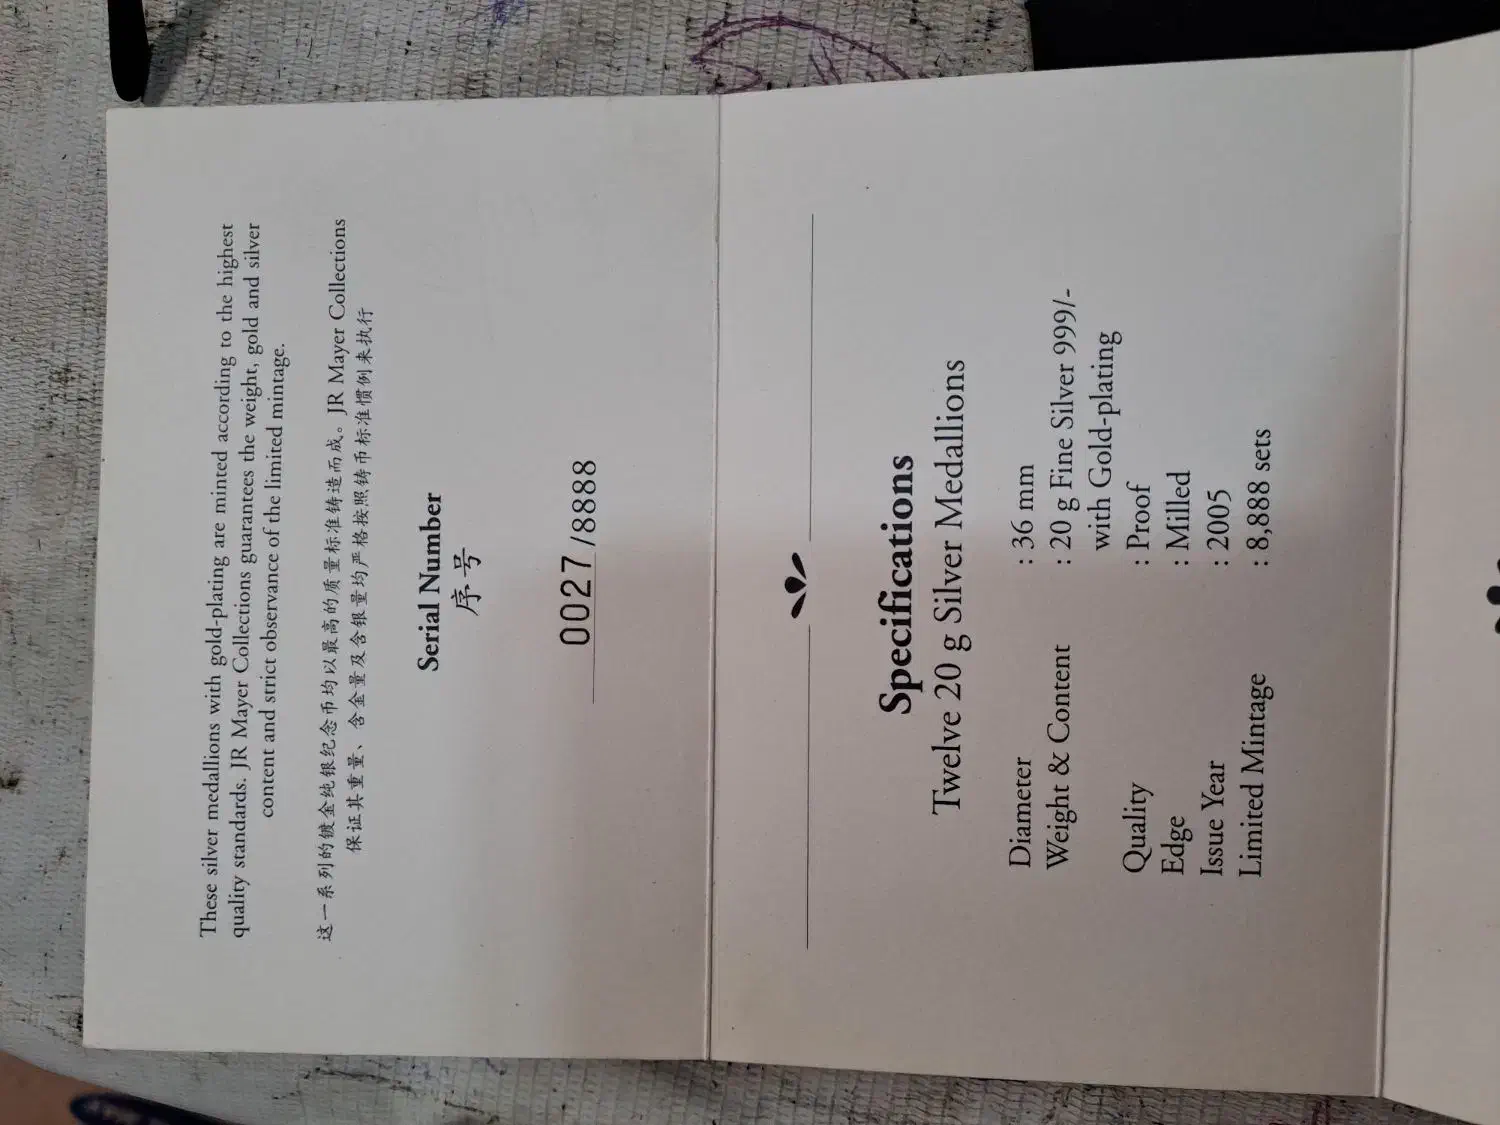 These silver medallions with gold-plating are minted according to the highest
quality standards. JR Mayer Collections guarantees the weight, gold and silver
content and strict observance of the limited mintage.
这一系列的镀金纯银纪念币均以最高的质量标准铸造而成。JR Mayer Collections
保证其重量、含金量及含银量均严格按照铸币标准惯例来执行
Serial Number
序号
0027/8888
Specifications
Twelve 20 g Silver Medallions
Diameter : 36 mm
Weight & Content : 20 g Fine Silver 999/-
with Gold-plating
Quality : Proof
Edge : Milled
Issue Year : 2005
Limited Mintage : 8,888 sets